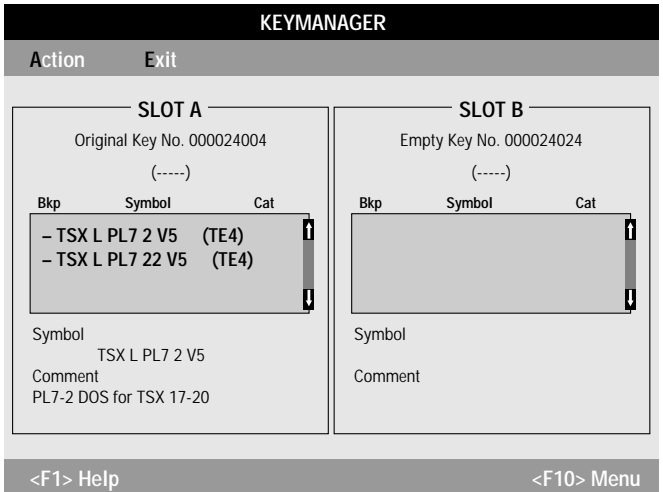 KEYMANAGER
Action Exit
SLOT A
Original Key No. 000024004
(-----)
Bkp Symbol Cat
– TSX L PL7 2 V5 (TE4)
– TSX L PL7 22 V5 (TE4)
Symbol
TSX L PL7 2 V5
Comment
PL7-2 DOS for TSX 17-20
SLOT B
Empty Key No. 000024024
(-----)
Bkp Symbol Cat
Symbol
Comment
<F1> Help <F10> Menu